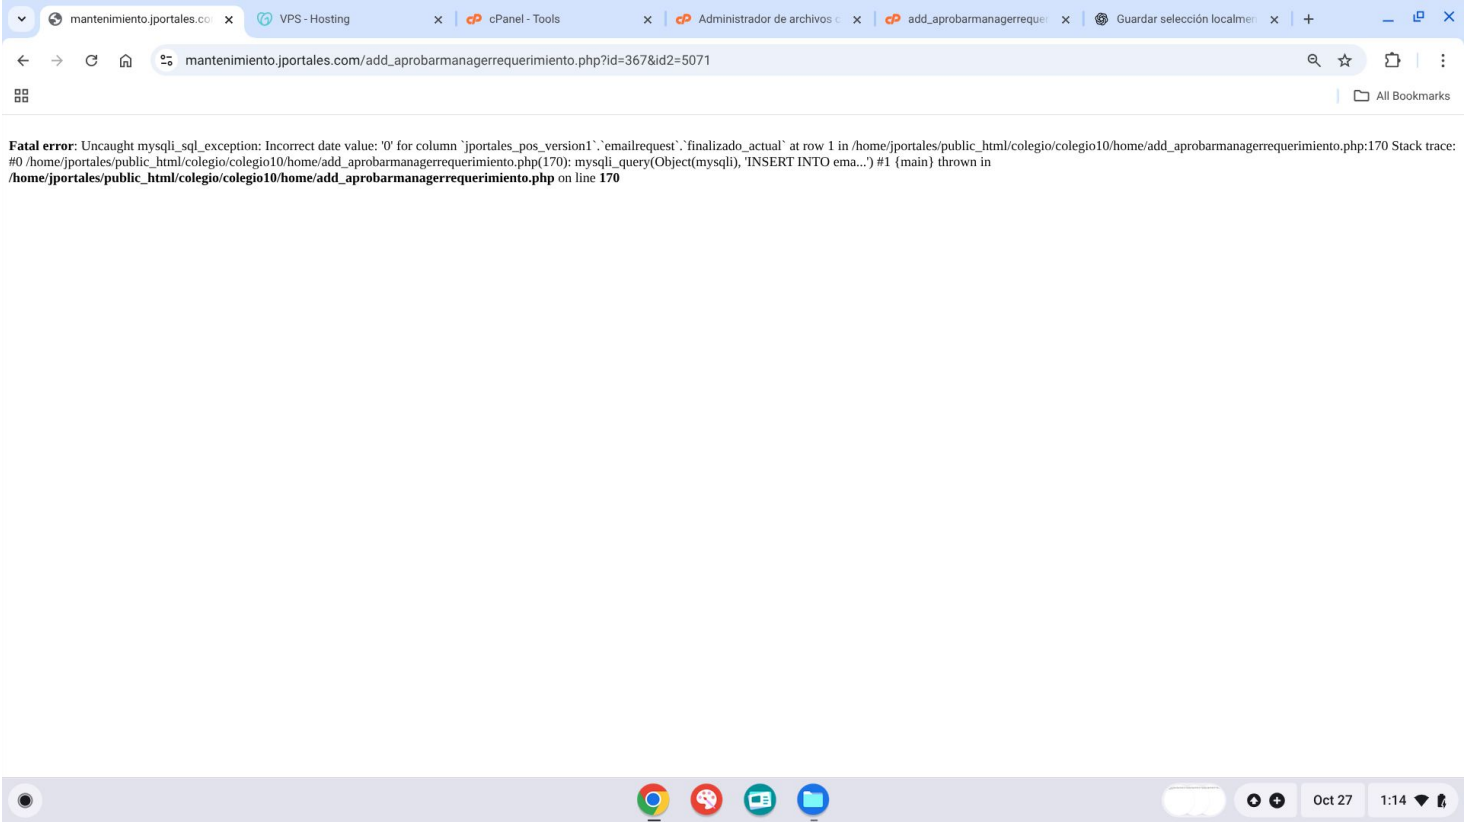 mantenimiento.jportales.co
VPS - Hosting
cPanel - Tools
Administrador de archivos c
add_aprobarmanagerreque
Guardar selección localmen
mantenimiento.jportales.com/add_aprobarmanagerrequerimiento.php?id=367&id2=5071
All Bookmarks
Fatal error: Uncaught mysqli_sql_exception: Incorrect date value: '0' for column `jportales_pos_version1`.`emailrequest`.`finalizado_actual` at row 1 in /home/jportales/public_html/colegio/colegio10/home/add_aprobarmanagerrequerimiento.php:170 Stack trace:
#0 /home/jportales/public_html/colegio/colegio10/home/add_aprobarmanagerrequerimiento.php(170): mysqli_query(Object(mysqli), 'INSERT INTO ema...') #1 {main} thrown in
/home/jportales/public_html/colegio/colegio10/home/add_aprobarmanagerrequerimiento.php on line 170
Oct 27
1:14